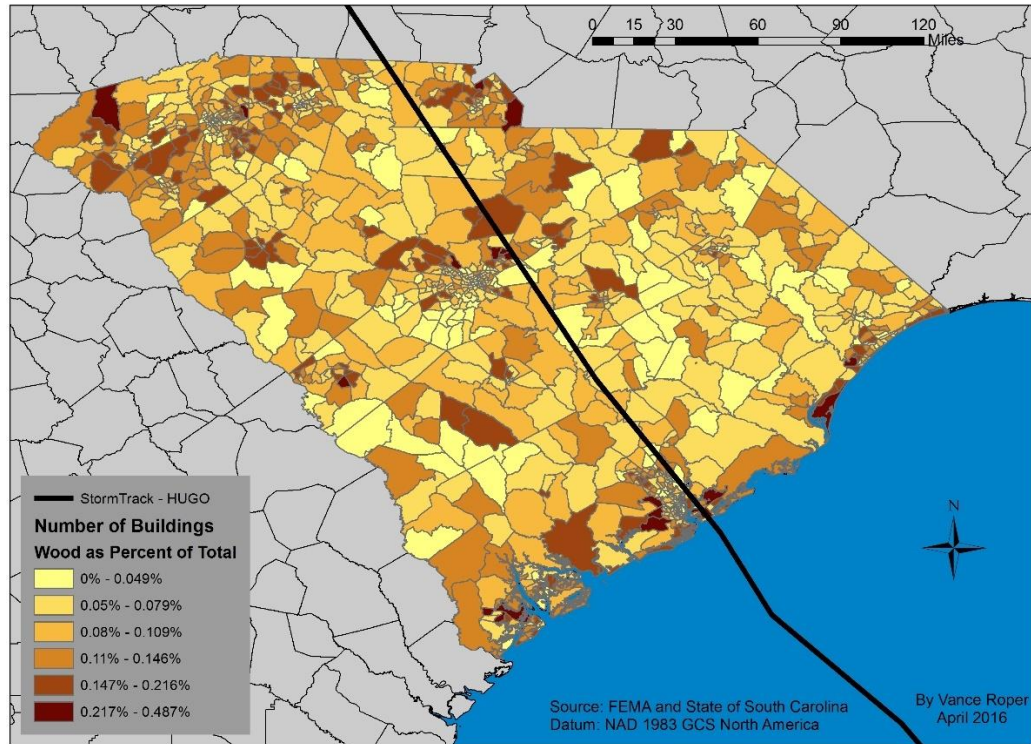 0 15 30 60 90 120
Miles
StormTrack - HUGO
Number of Buildings
Wood as Percent of Total
0% - 0.049%
0.05% - 0.079%
0.08% - 0.109%
0.11% - 0.146%
0.147% - 0.216%
0.217% - 0.487%
N
Source: FEMA and State of South Carolina
Datum: NAD 1983 GCS North America
By Vance Roper
April 2016